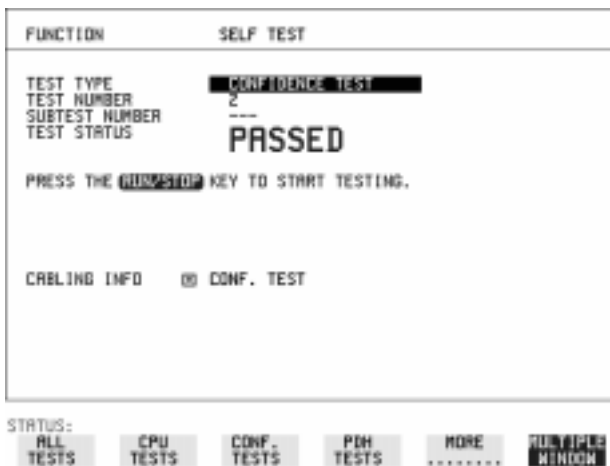 FUNCTION SELF TEST
TEST TYPE CONFIDENCE TEST
TEST NUMBER 2
SUBTEST NUMBER ---
TEST STATUS PASSED
PRESS THE RUN/STOP KEY TO START TESTING.
CABLING INFO CONF. TEST
STATUS:
ALL TESTS CPU TESTS CONF. TESTS PDH TESTS MORE ........ MULTIPLE WINDOW